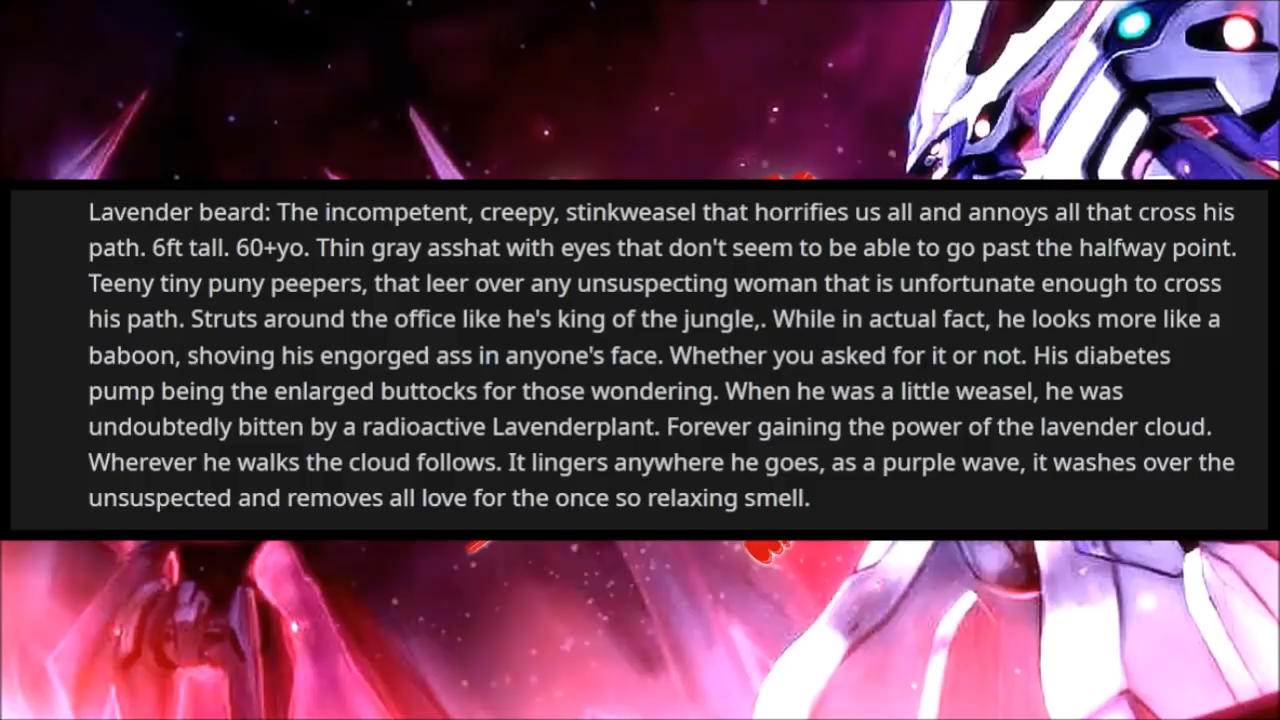 Lavender beard: The incompetent, creepy, stinkweasel that horrifies us all and annoys all that cross his
path. 6ft tall. 60+yo. Thin gray asshat with eyes that don't seem to be able to go past the halfway point.
Teeny tiny puny peepers, that leer over any unsuspecting woman that is unfortunate enough to cross
his path. Struts around the office like he's king of the jungle,. While in actual fact, he looks more like a
baboon, shoving his engorged ass in anyone's face. Whether you asked for it or not. His diabetes
pump being the enlarged buttocks for those wondering. When he was a little weasel, he was
undoubtedly bitten by a radioactive Lavenderplant. Forever gaining the power of the lavender cloud.
Wherever he walks the cloud follows. It lingers anywhere he goes, as a purple wave, it washes over the
unsuspected and removes all love for the once so relaxing smell.